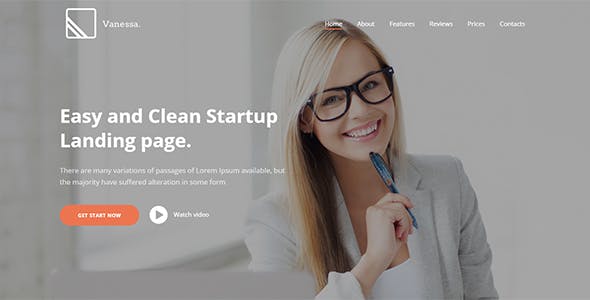 Vanessa.
Home About Features Reviews Prices Contacts
Easy and Clean Startup
Landing page.
There are many variations of passages of Lorem Ipsum available, but
the majority have suffered alteration in some form
GET START NOW
Watch video